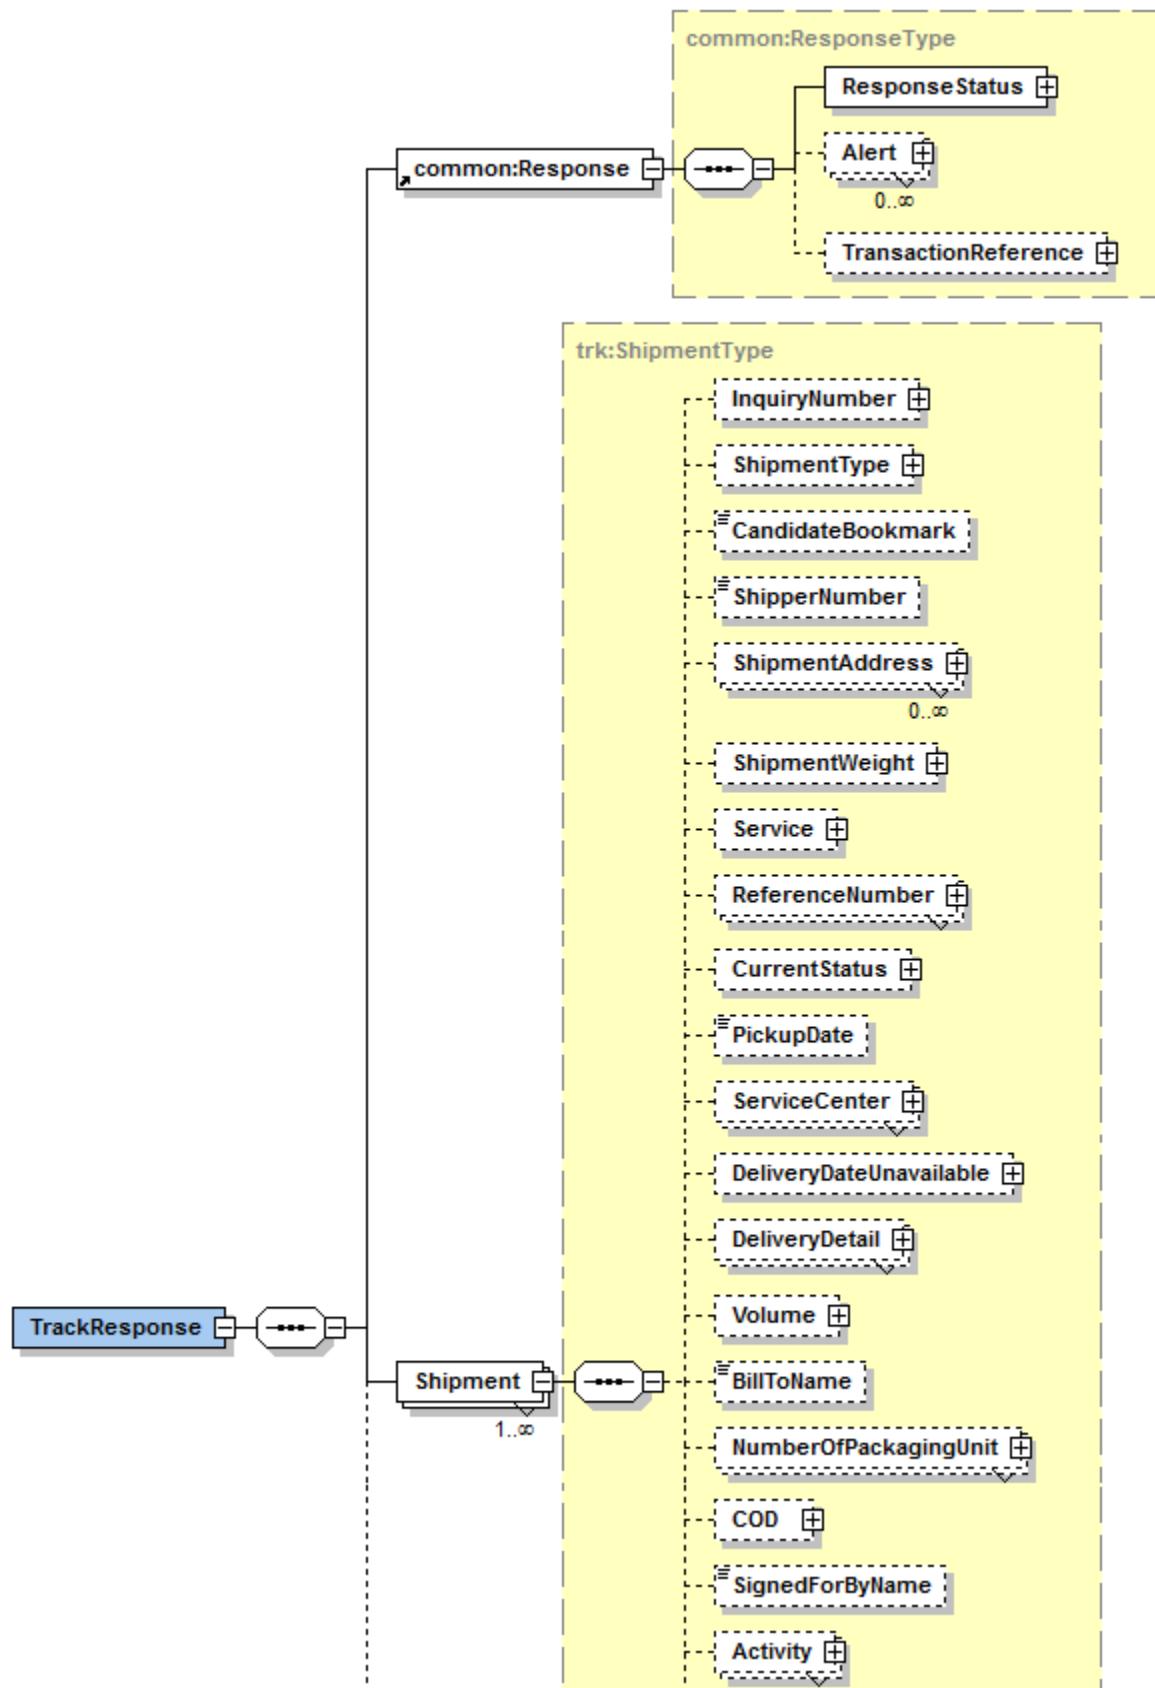 common:ResponseType
ResponseStatus
common:Response
Alert
0..∞
TransactionReference
trk:ShipmentType
InquiryNumber
ShipmentType
CandidateBookmark
ShipperNumber
ShipmentAddress
0..∞
ShipmentWeight
Service
ReferenceNumber
CurrentStatus
PickupDate
ServiceCenter
DeliveryDateUnavailable
DeliveryDetail
Volume
TrackResponse
Shipment
1..∞
BillToName
NumberOfPackagingUnit
COD
SignedForByName
Activity